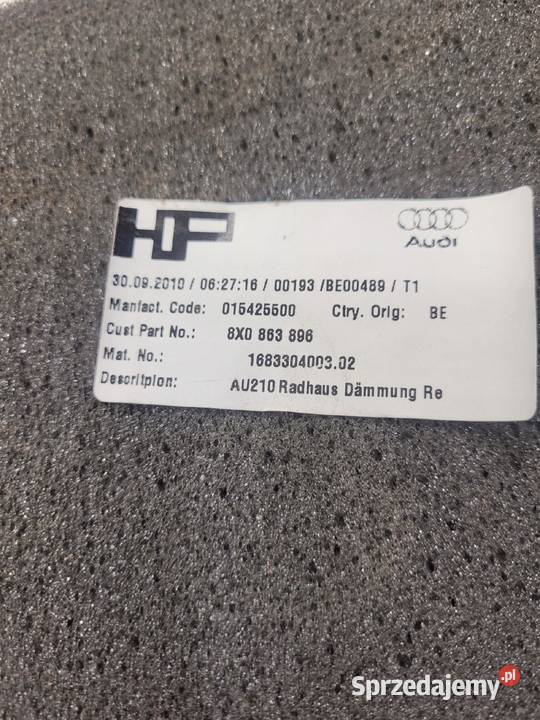 HP
Audi
30.09.2010 / 06:27:16 / 00193 /BE00489 / T1
Manfact. Code: 015425500 Ctry. Orig: BE
Cust Part No.: 8X0 863 896
Mat. No.: 1683304003.02
Descritpion: AU210 Radhaus Dämmung Re
Sprzedajemy.pl